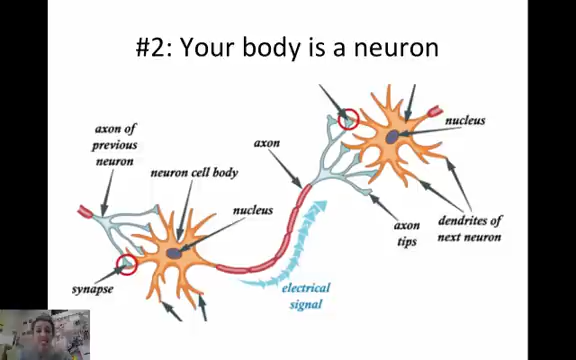 #2: Your body is a neuron
axon of
previous
neuron
neuron cell body
nucleus
synapse
axon
electrical
signal
nucleus
axon
tips
dendrites of
next neuron